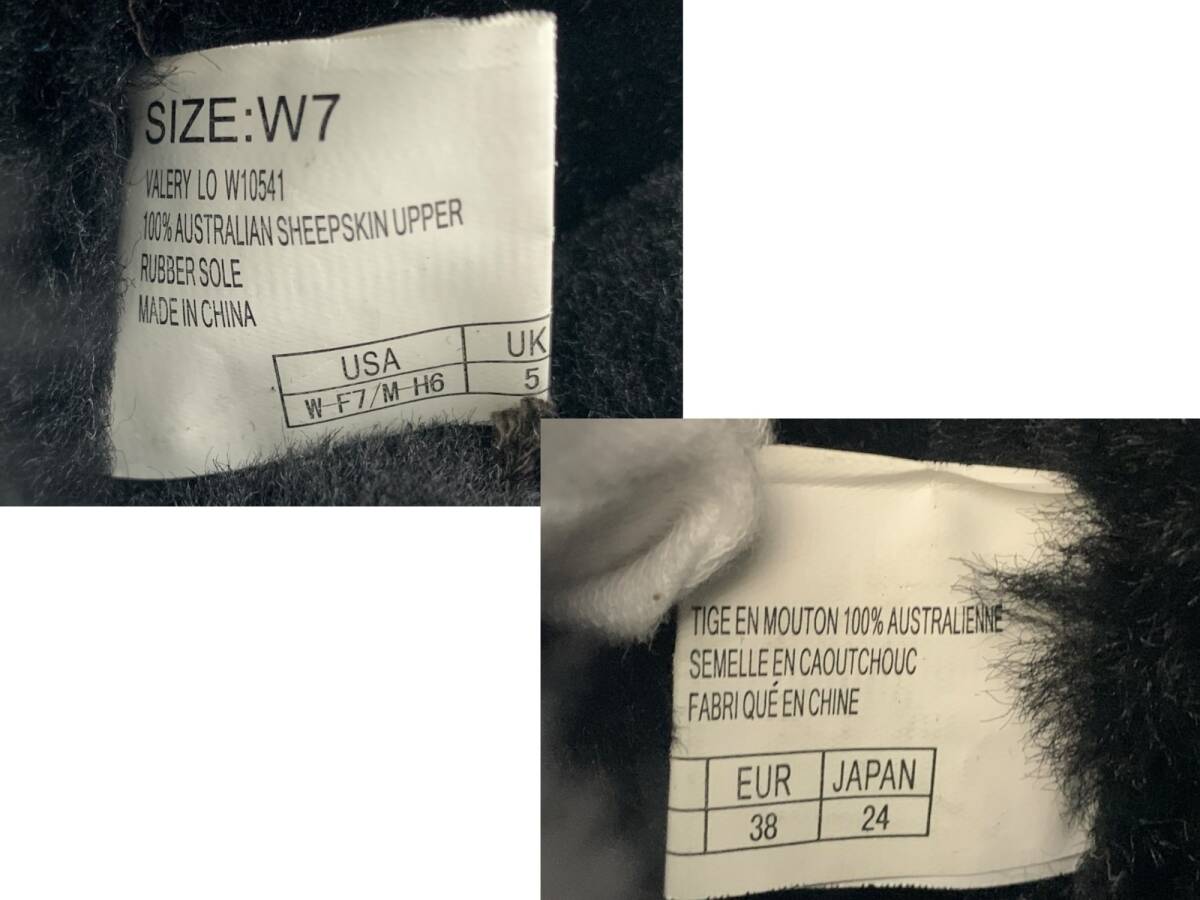 SIZE:W7
VALERY LO W10541
100% AUSTRALIAN SHEEPSKIN UPPER
RUBBER SOLE
MADE IN CHINA
USA UK
W-F7/M-H6 5
TIGE EN MOUTON 100% AUSTRALIENNE
SEMELLE EN CAOUTCHOUC
FABRI QUÉ EN CHINE
EUR JAPAN
38 24